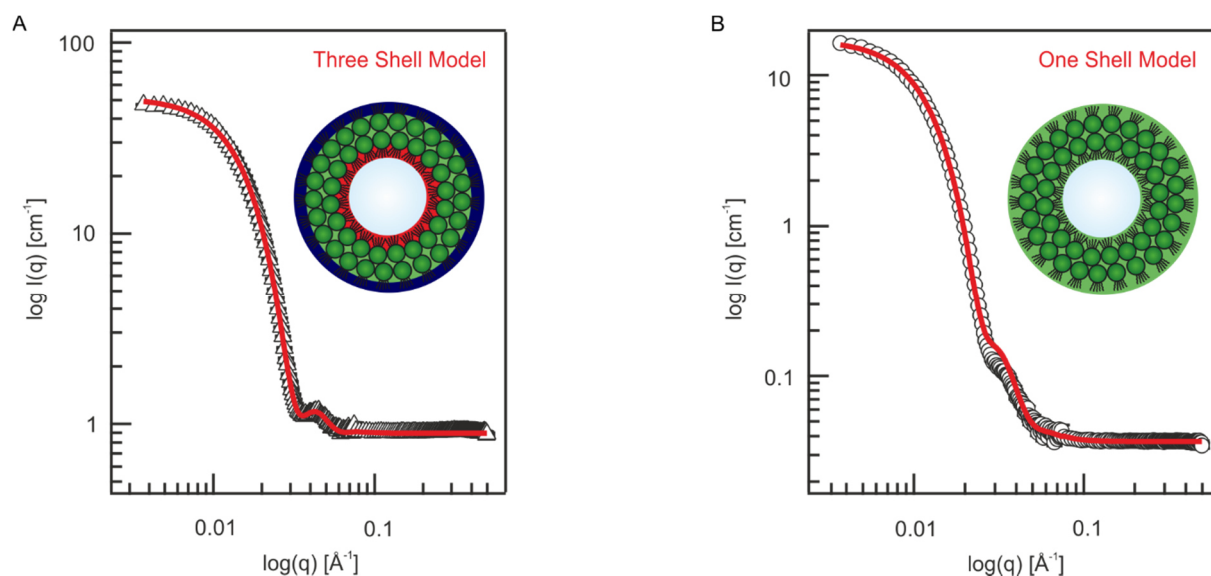 A
Three Shell Model
100
10
1
0.01
0.1
log I(q) [cm⁻¹]
log(q) [Å⁻¹]
B
One Shell Model
10
1
0.1
0.01
0.1
log I(q) [cm⁻¹]
log(q) [Å⁻¹]